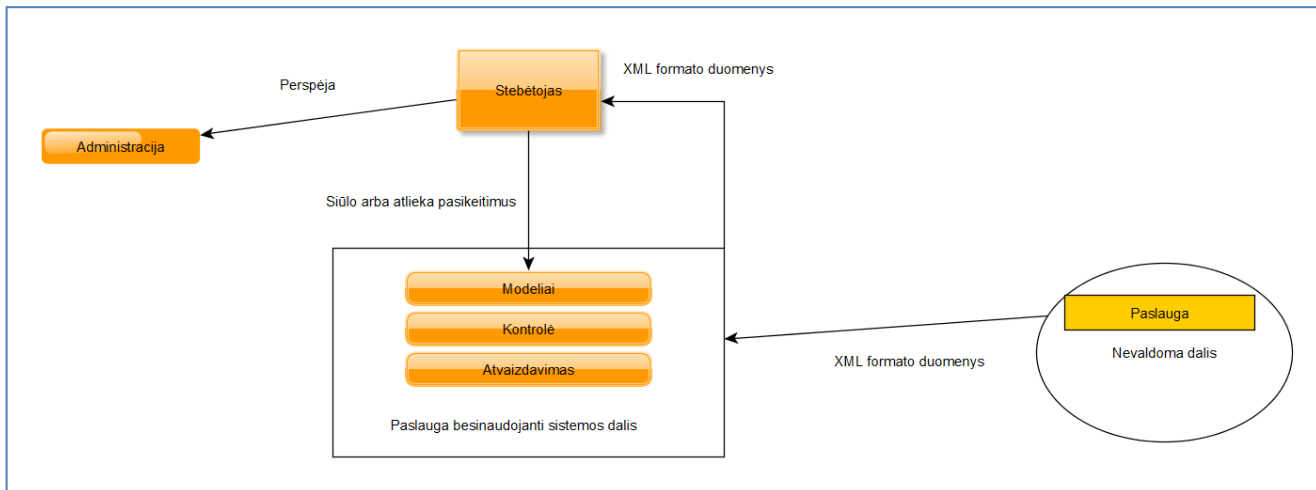 XML formato duomenys
Stebėtojas
Perspėja
Administracija
Siūlo arba atlieka pasikeitimus
Modeliai
Kontrolė
Atvaizdavimas
Paslauga besinaudojanti sistemos dalis
Paslauga
Nevaldoma dalis
XML formato duomenys